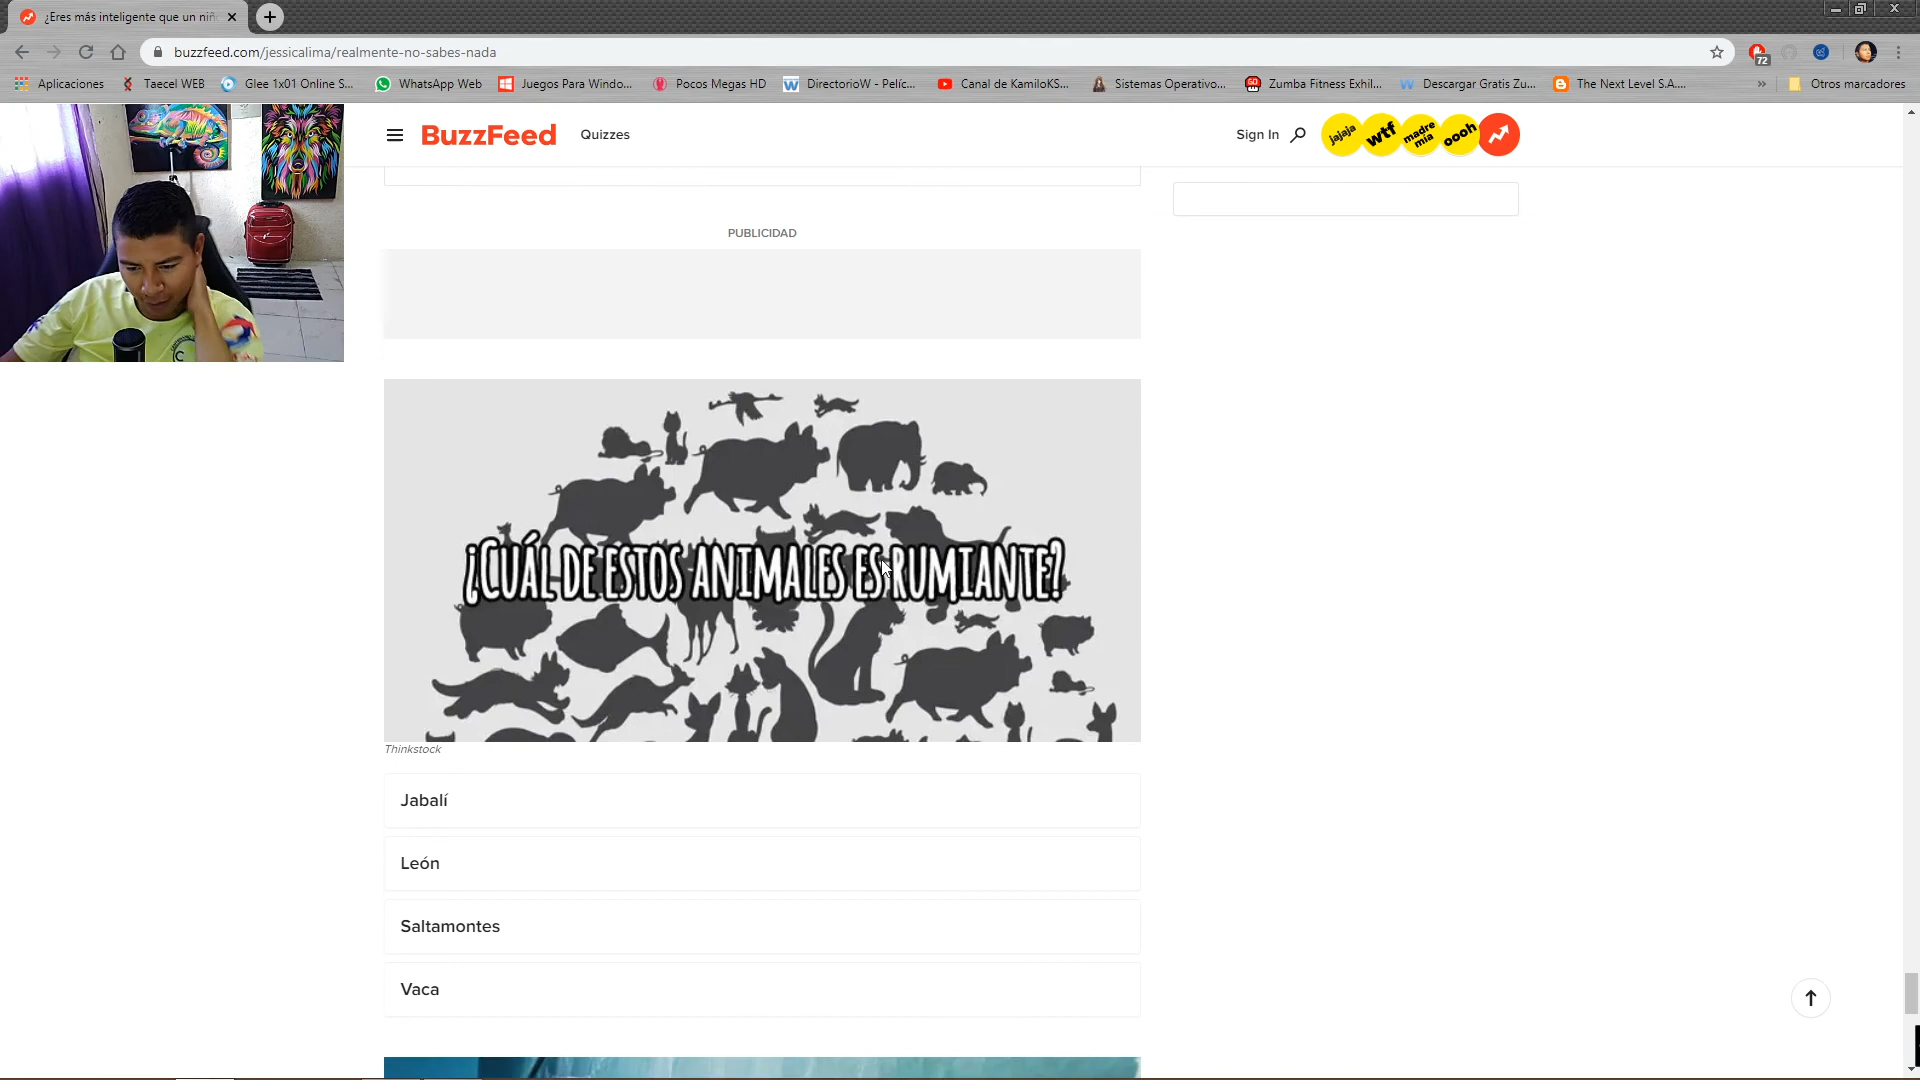 ¿Eres más inteligente que un niñ
buzzfeed.com/jessicalima/realmente-no-sabes-nada
72
Aplicaciones
Taecel WEB
Glee 1x01 Online S...
WhatsApp Web
Juegos Para Windo...
Pocos Megas HD
DirectorioW - Pelíc...
Canal de KamiloKS...
Sistemas Operativo...
Zumba Fitness Exhil...
Descargar Gratis Zu...
The Next Level S.A....
»
Otros marcadores
BuzzFeed
Quizzes
Sign In
jajaja
wtf
madre mía
oooh
PUBLICIDAD
¿Cuál de estos animales es rumiante?
Thinkstock
Jabalí
León
Saltamontes
Vaca